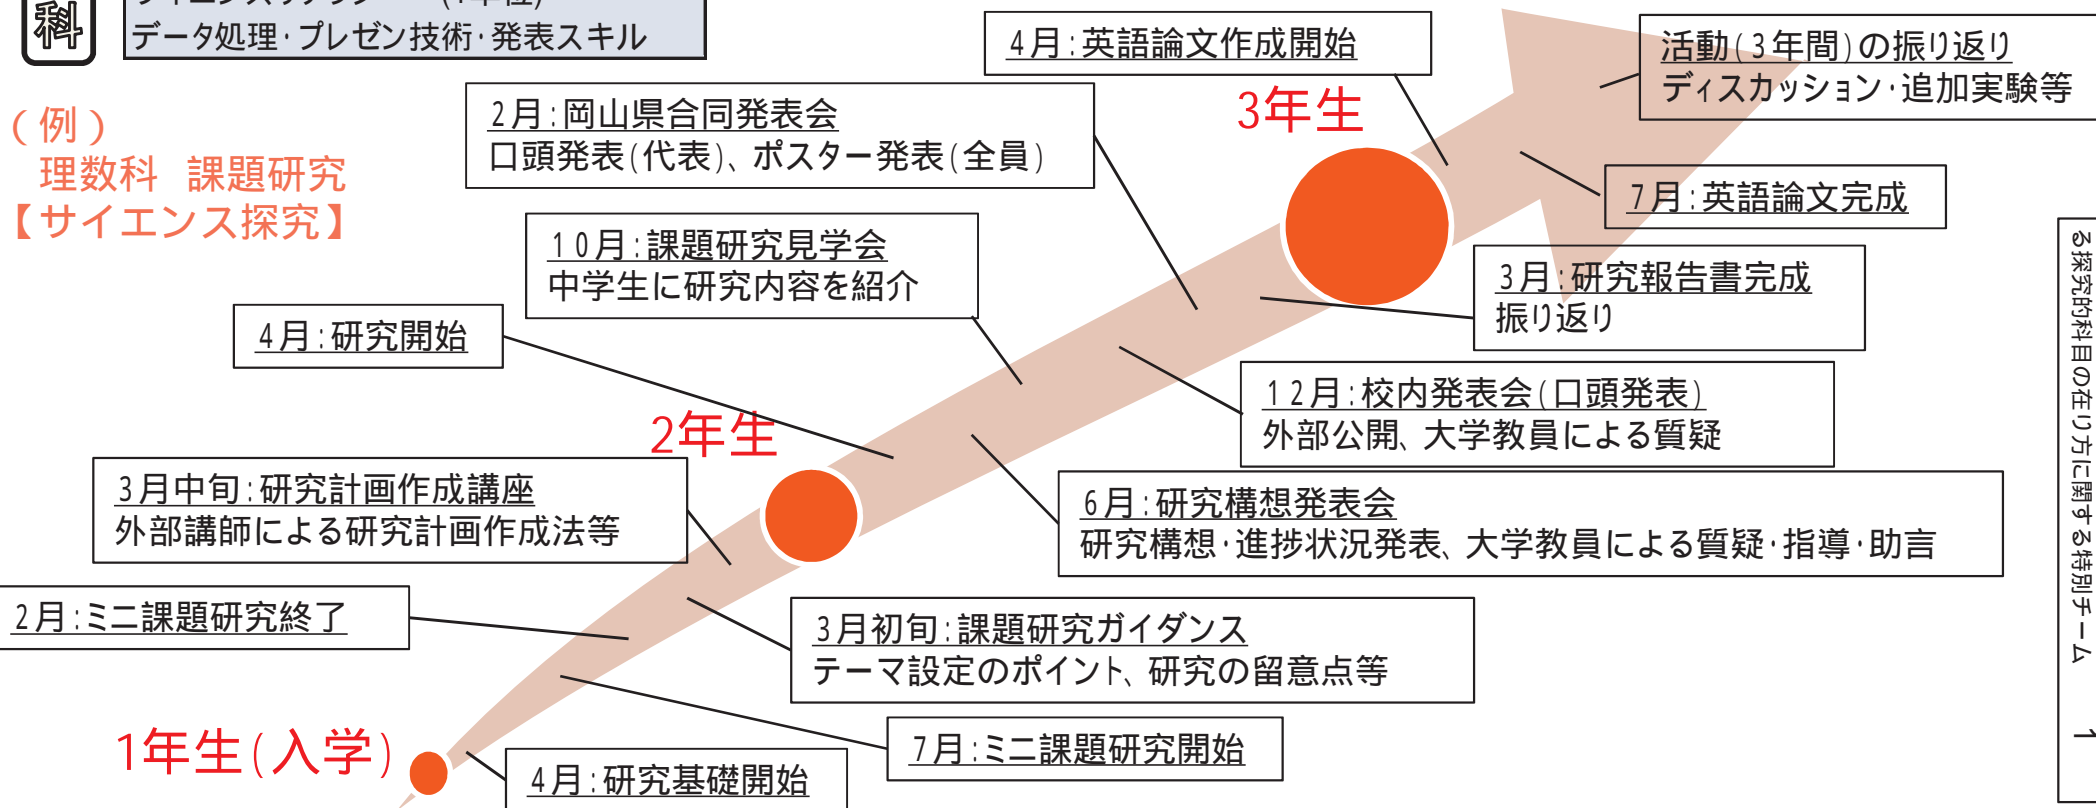 科
データ処理・プレゼン技術・発表スキル
(例)
理数科 課題研究
【サイエンス探究】
4月:英語論文作成開始
活動(3年間)の振り返り
ディスカッション・追加実験等
2月:岡山県合同発表会
口頭発表(代表)、ポスター発表(全員)
3年生
7月:英語論文完成
10月:課題研究見学会
中学生に研究内容を紹介
3月:研究報告書完成
振り返り
4月:研究開始
12月:校内発表会(口頭発表)
外部公開、大学教員による質疑
2年生
3月中旬:研究計画作成講座
外部講師による研究計画作成法等
6月:研究構想発表会
研究構想・進捗状況発表、大学教員による質疑・指導・助言
2月:ミニ課題研究終了
3月初旬:課題研究ガイダンス
テーマ設定のポイント、研究の留意点等
1年生(入学)
7月:ミニ課題研究開始
4月:研究基礎開始
る探究的科目の在り方に関する特別チーム 1